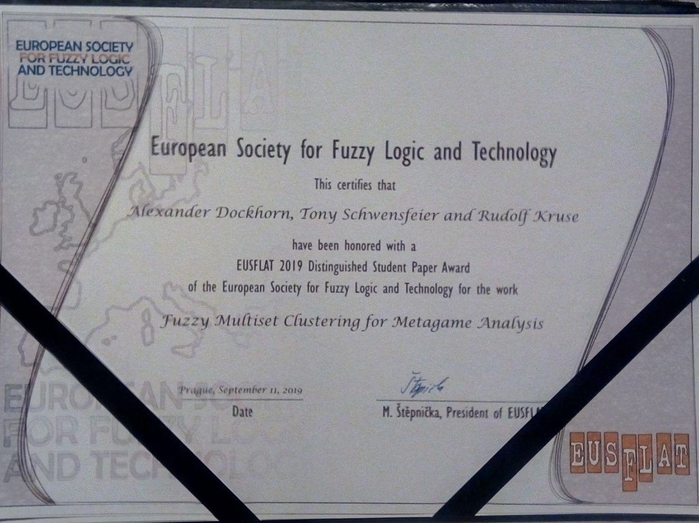 EUROPEAN SOCIETY
FOR FUZZY LOGIC
AND TECHNOLOGY
European Society for Fuzzy Logic and Technology
This certifies that
Alexander Dockhorn, Tony Schwensfeier and Rudolf Kruse
have been honored with a
EUSFLAT 2019 Distinguished Student Paper Award
of the European Society for Fuzzy Logic and Technology for the work
Fuzzy Multiset Clustering for Metagame Analysis
Prague, September 11, 2019
Date
M. Štěpnička, President of
EUSFLAT